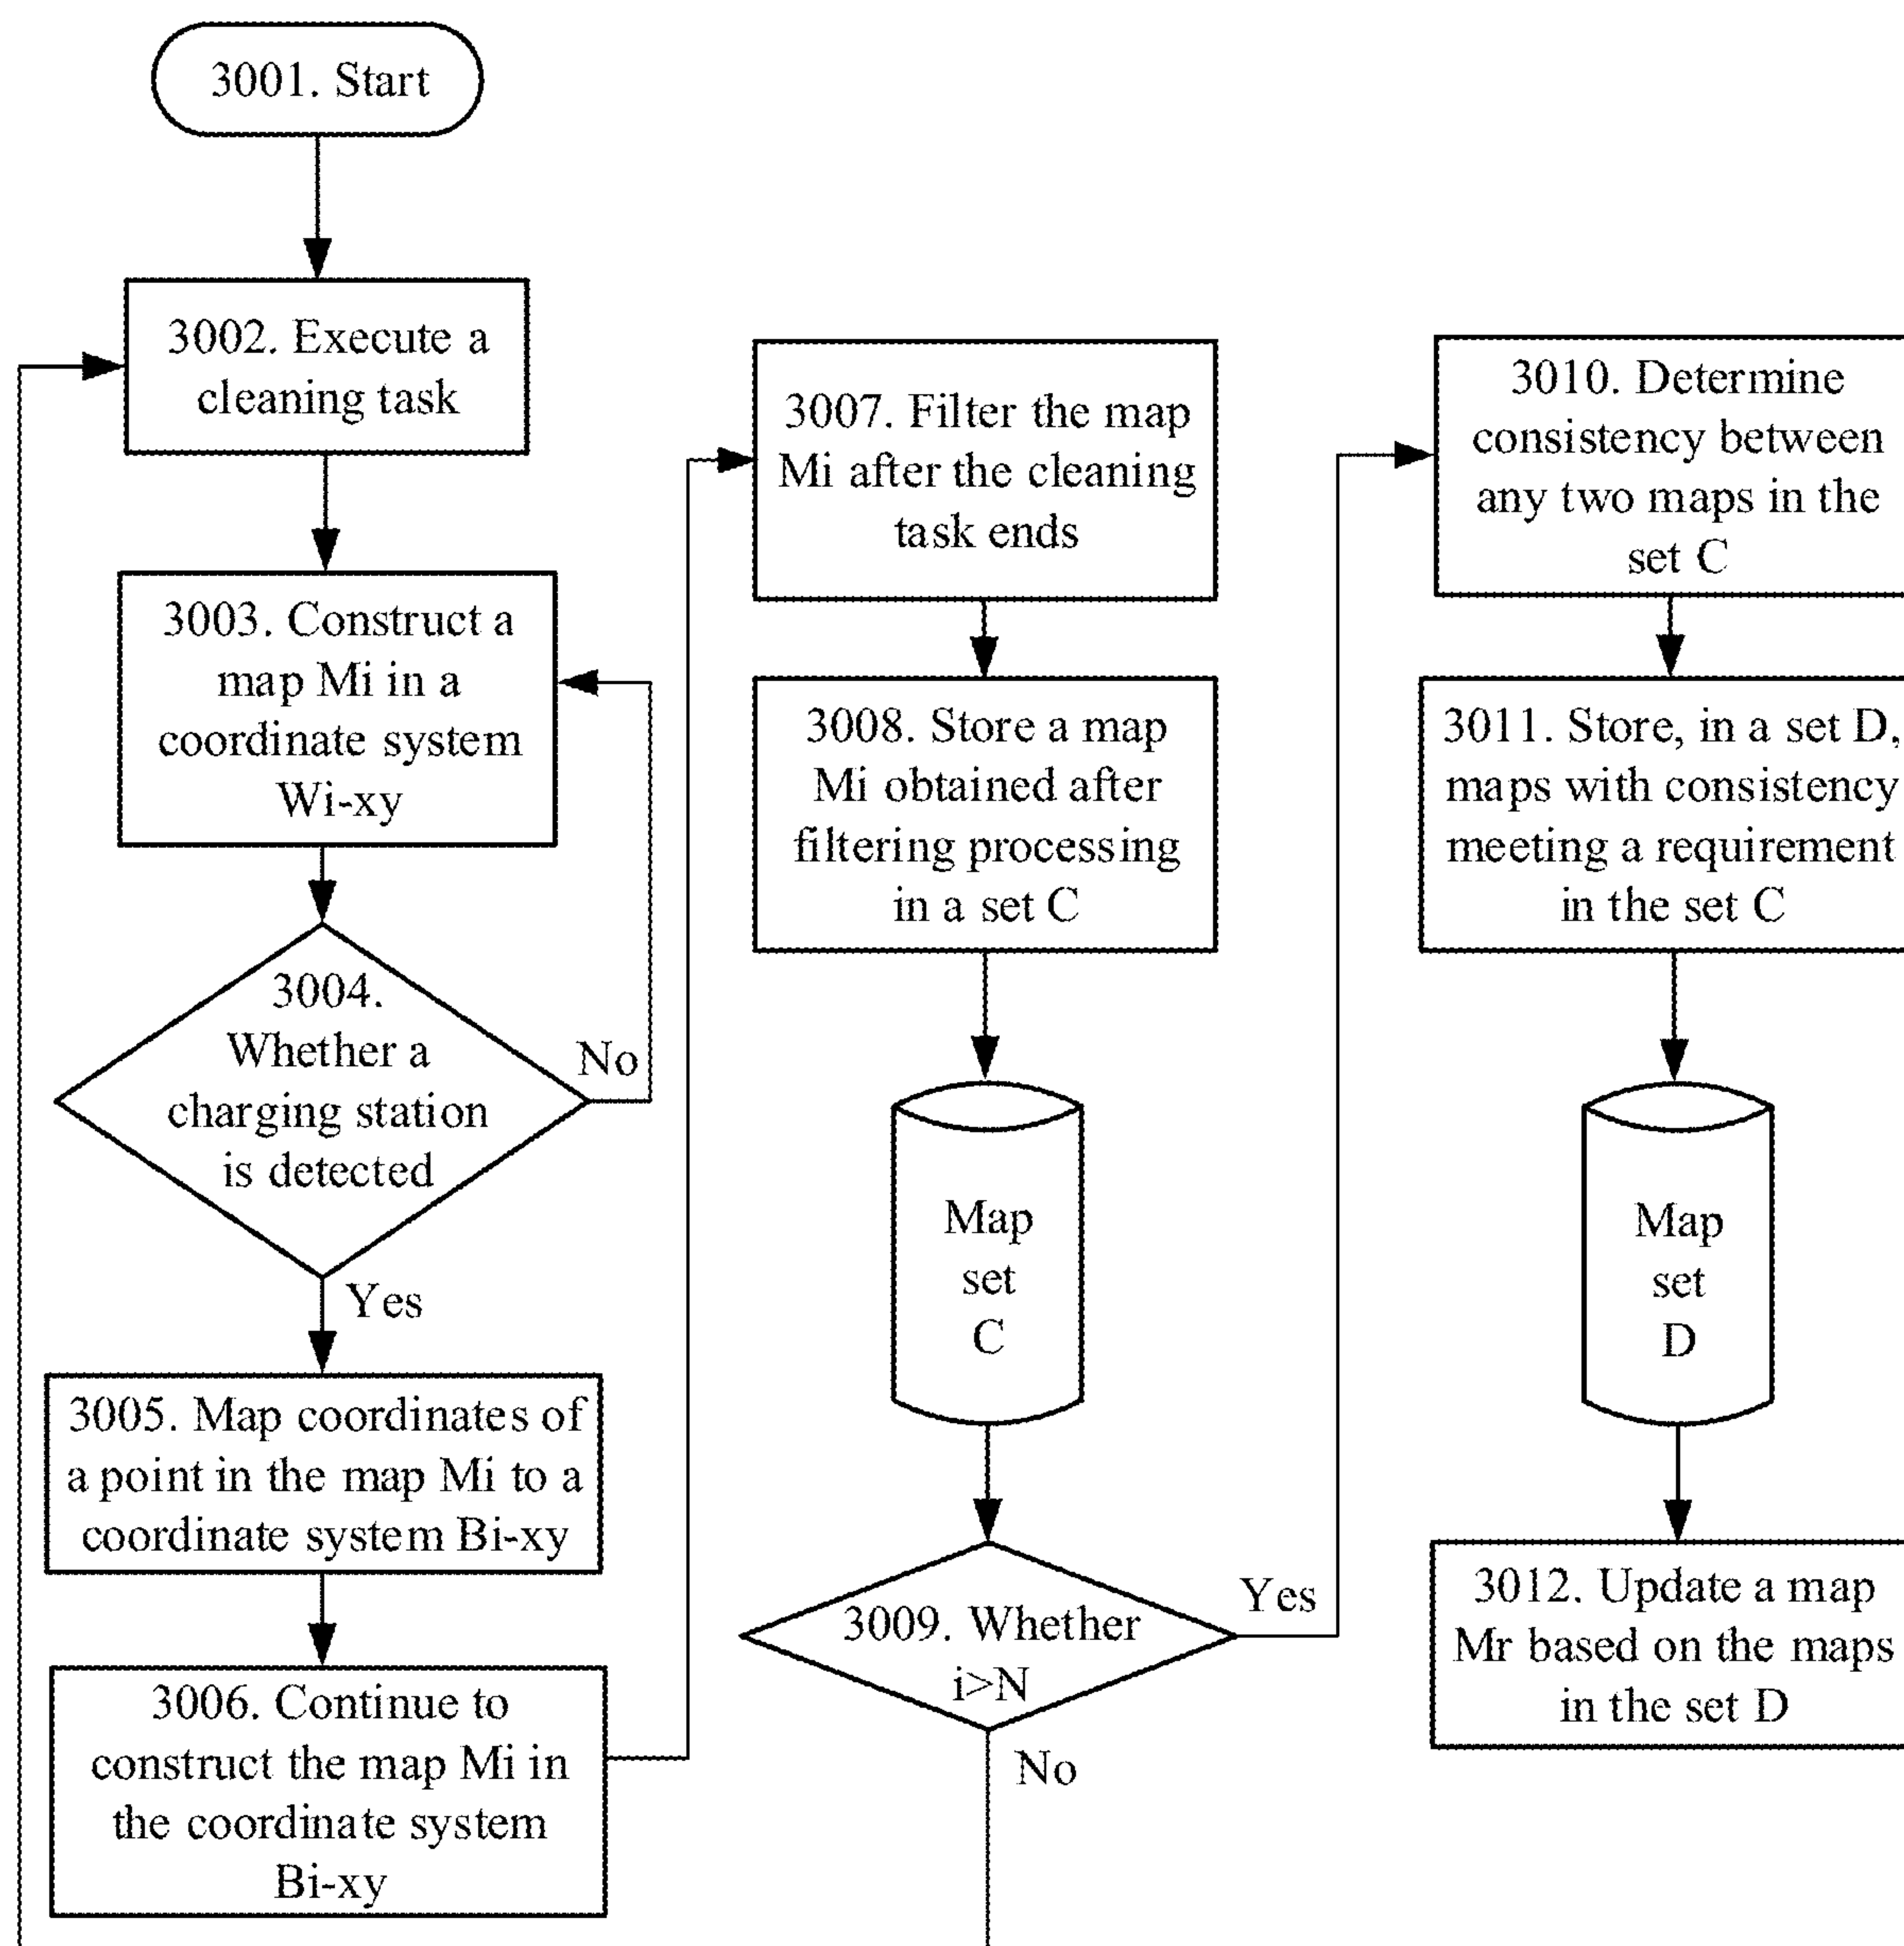 3001. Start
3002. Execute a
cleaning task
3003. Construct a
map Mi in a
coordinate system
Wi-xy
3004.
Whether a
charging station
is detected
No
Yes
3005. Map coordinates of
a point in the map Mi to a
coordinate system Bi-xy
3006. Continue to
construct the map Mi in
the coordinate system
Bi-xy
3007. Filter the map
Mi after the cleaning
task ends
3008. Store a map
Mi obtained after
filtering processing
in a set C
Map
set
C
3009. Whether
i>N
Yes
No
3010. Determine
consistency between
any two maps in the
set C
3011. Store, in a set D,
maps with consistency
meeting a requirement
in the set C
Map
set
D
3012. Update a map
Mr based on the maps
in the set D